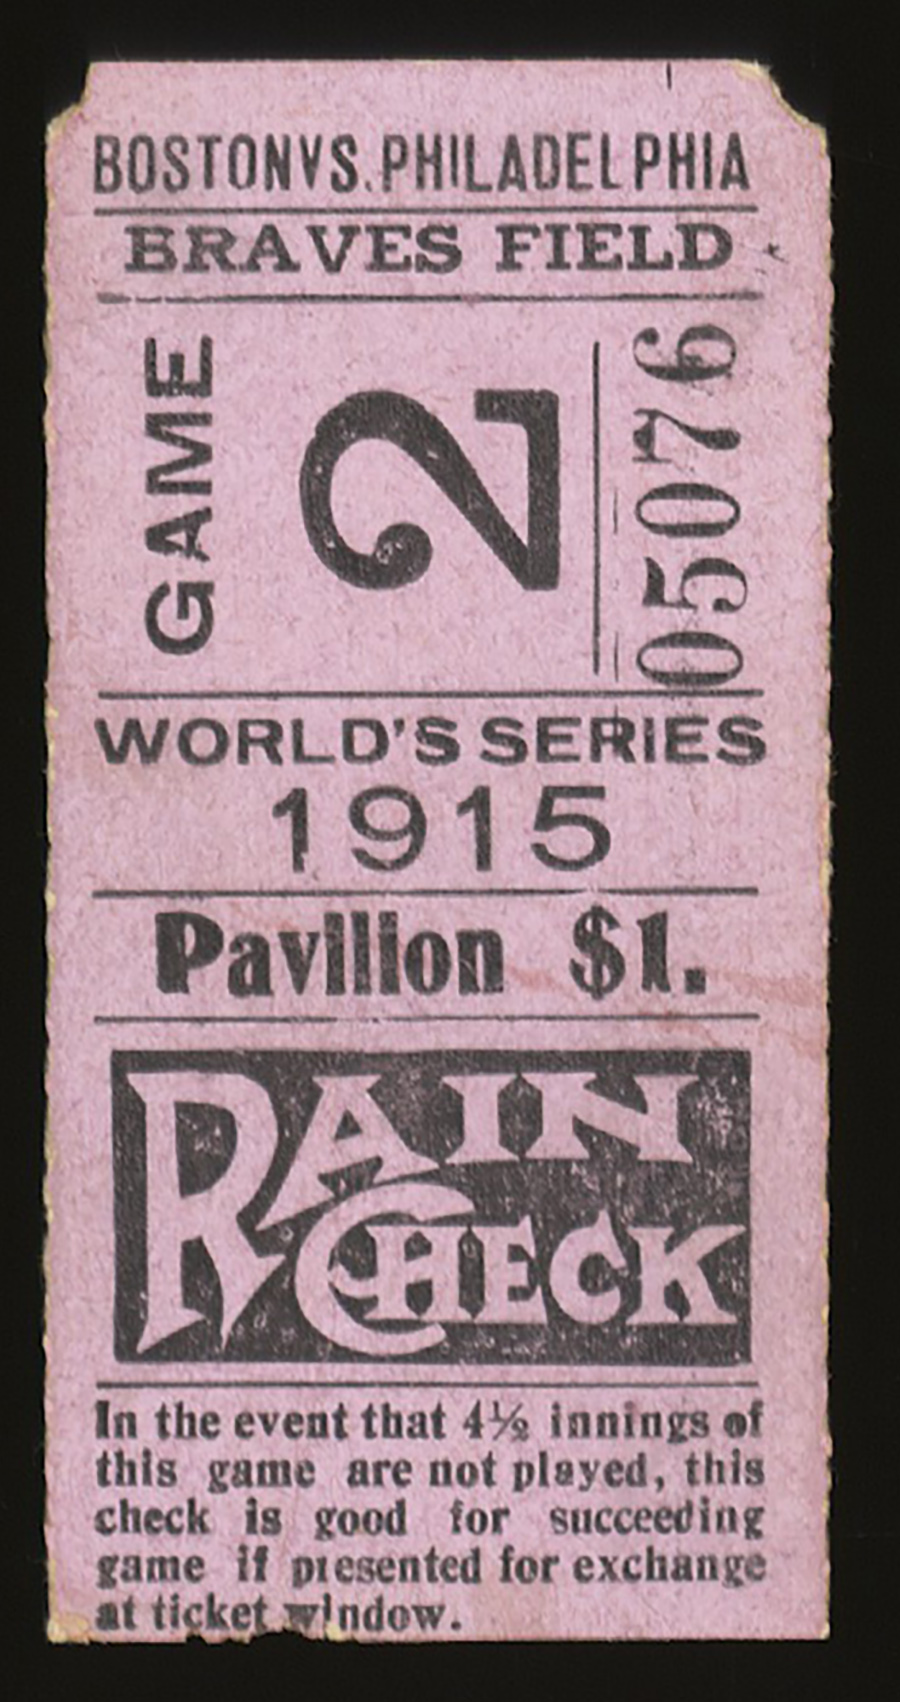 BOSTON VS. PHILADELPHIA
BRAVES FIELD
GAME
2
05076
WORLD'S SERIES
1915
Pavilion $1.
RAIN
CHECK
In the event that 4½ innings of
this game are not played, this
check is good for succeeding
game if presented for exchange
at ticket window.